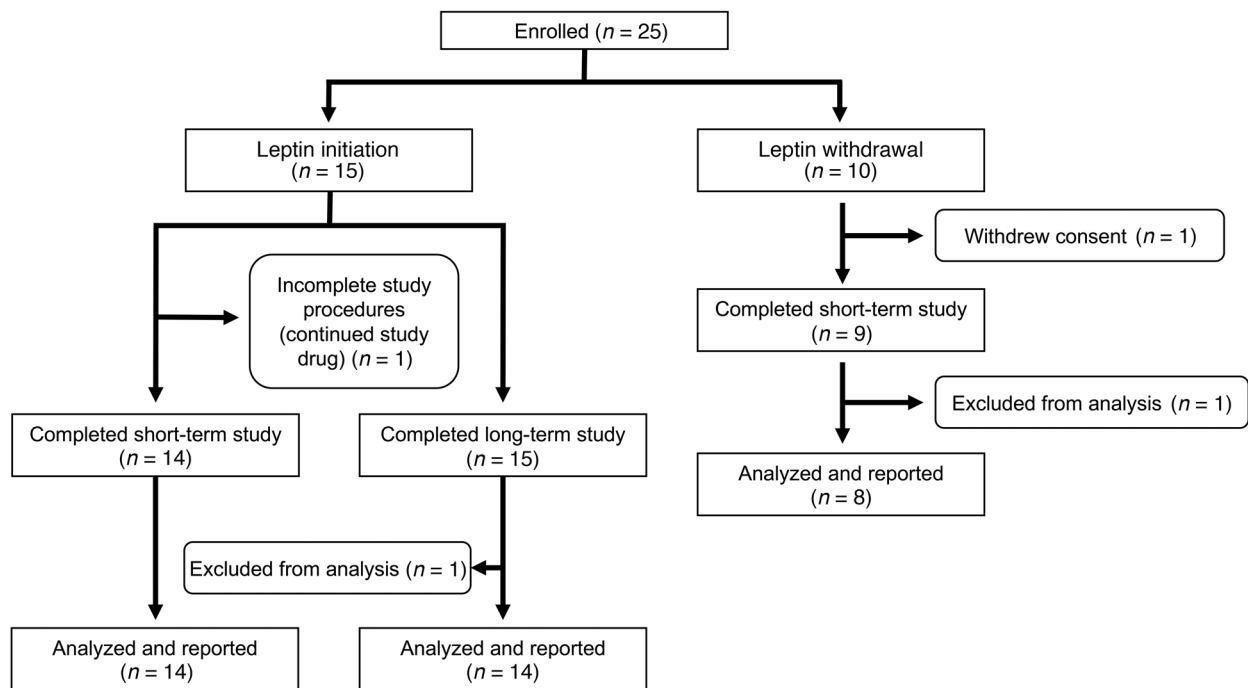 Enrolled (n = 25)
Leptin initiation
(n = 15)
Leptin withdrawal
(n = 10)
Withdrew consent (n = 1)
Incomplete study
procedures
(continued study
drug) (n = 1)
Completed short-term study
(n = 9)
Excluded from analysis (n = 1)
Completed short-term study
(n = 14)
Completed long-term study
(n = 15)
Analyzed and reported
(n = 8)
Excluded from analysis (n = 1)
Analyzed and reported
(n = 14)
Analyzed and reported
(n = 14)